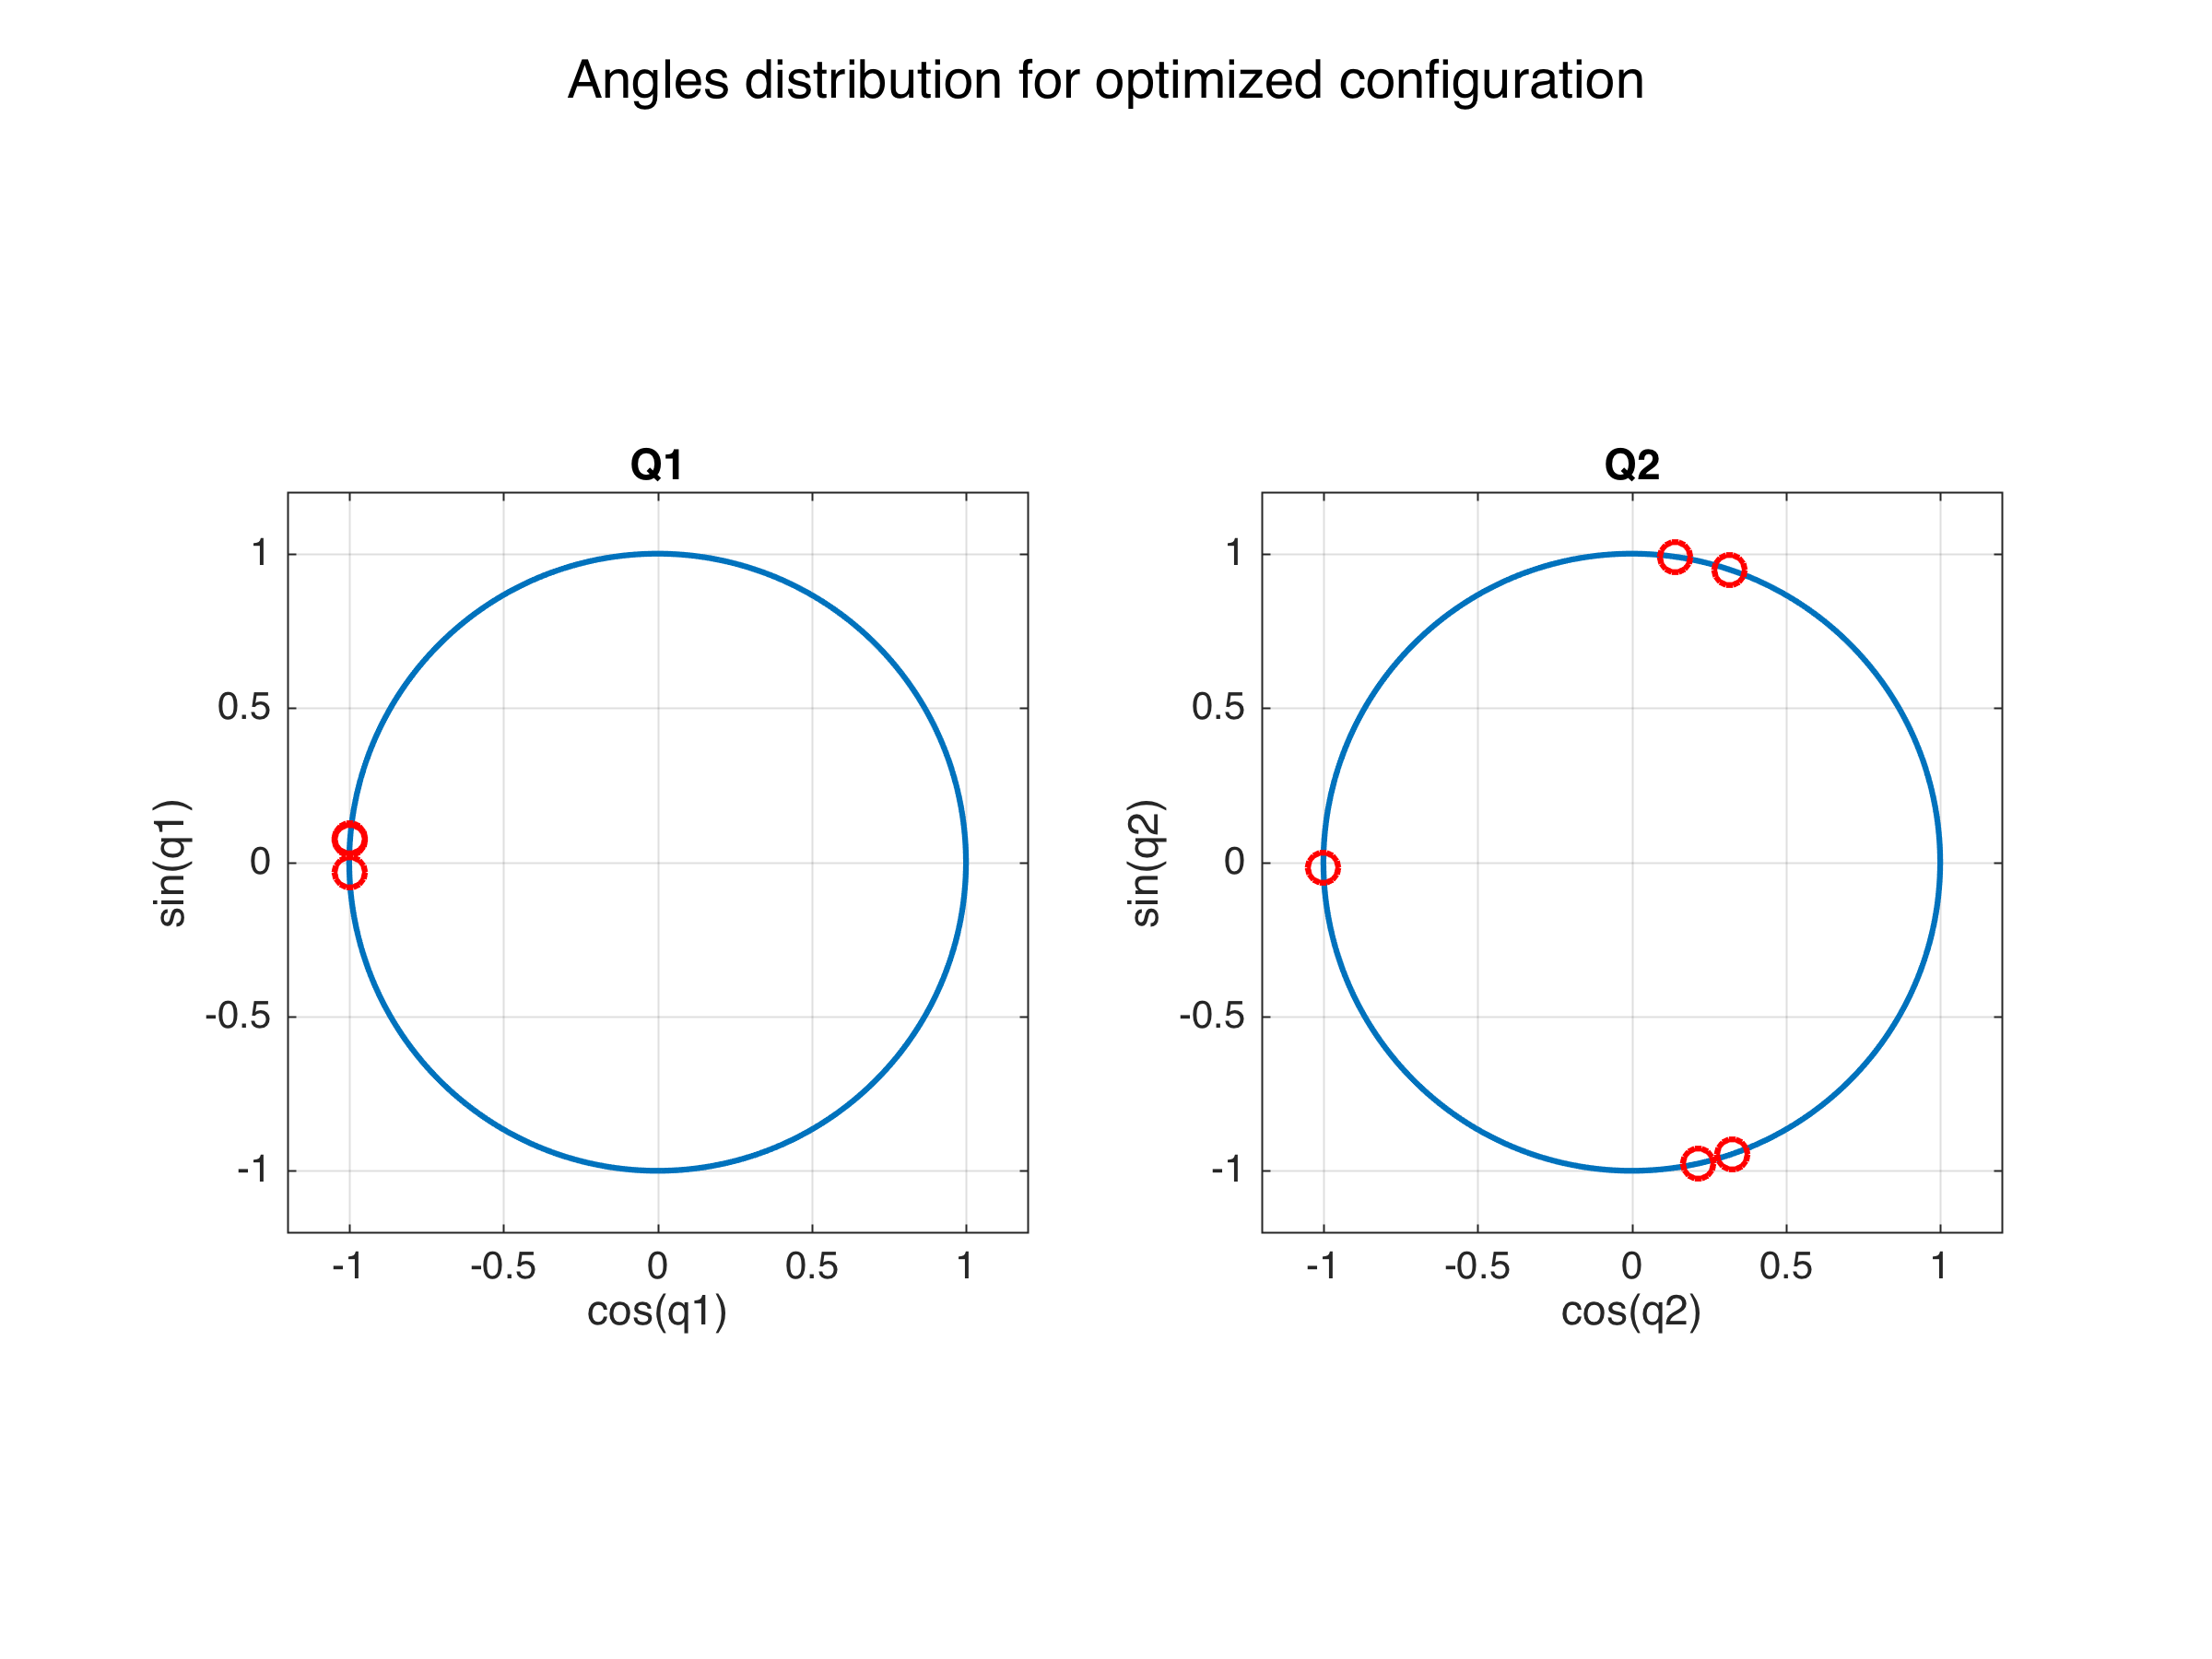 Angles distribution for optimized configuration
Q1
1
0.5
0
-0.5
-1
sin(q1)
-1 -0.5 0 0.5 1
cos(q1)
Q2
1
0.5
0
-0.5
-1
sin(q2)
-1 -0.5 0 0.5 1
cos(q2)